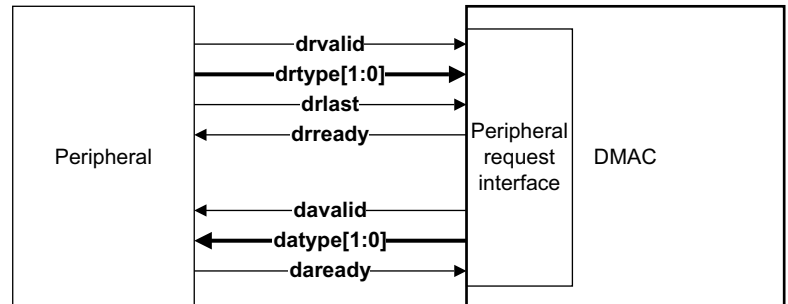 drvalid
drtype[1:0]
drlast
drready
Peripheral
Peripheral
request
interface
DMAC
davalid
datype[1:0]
daready